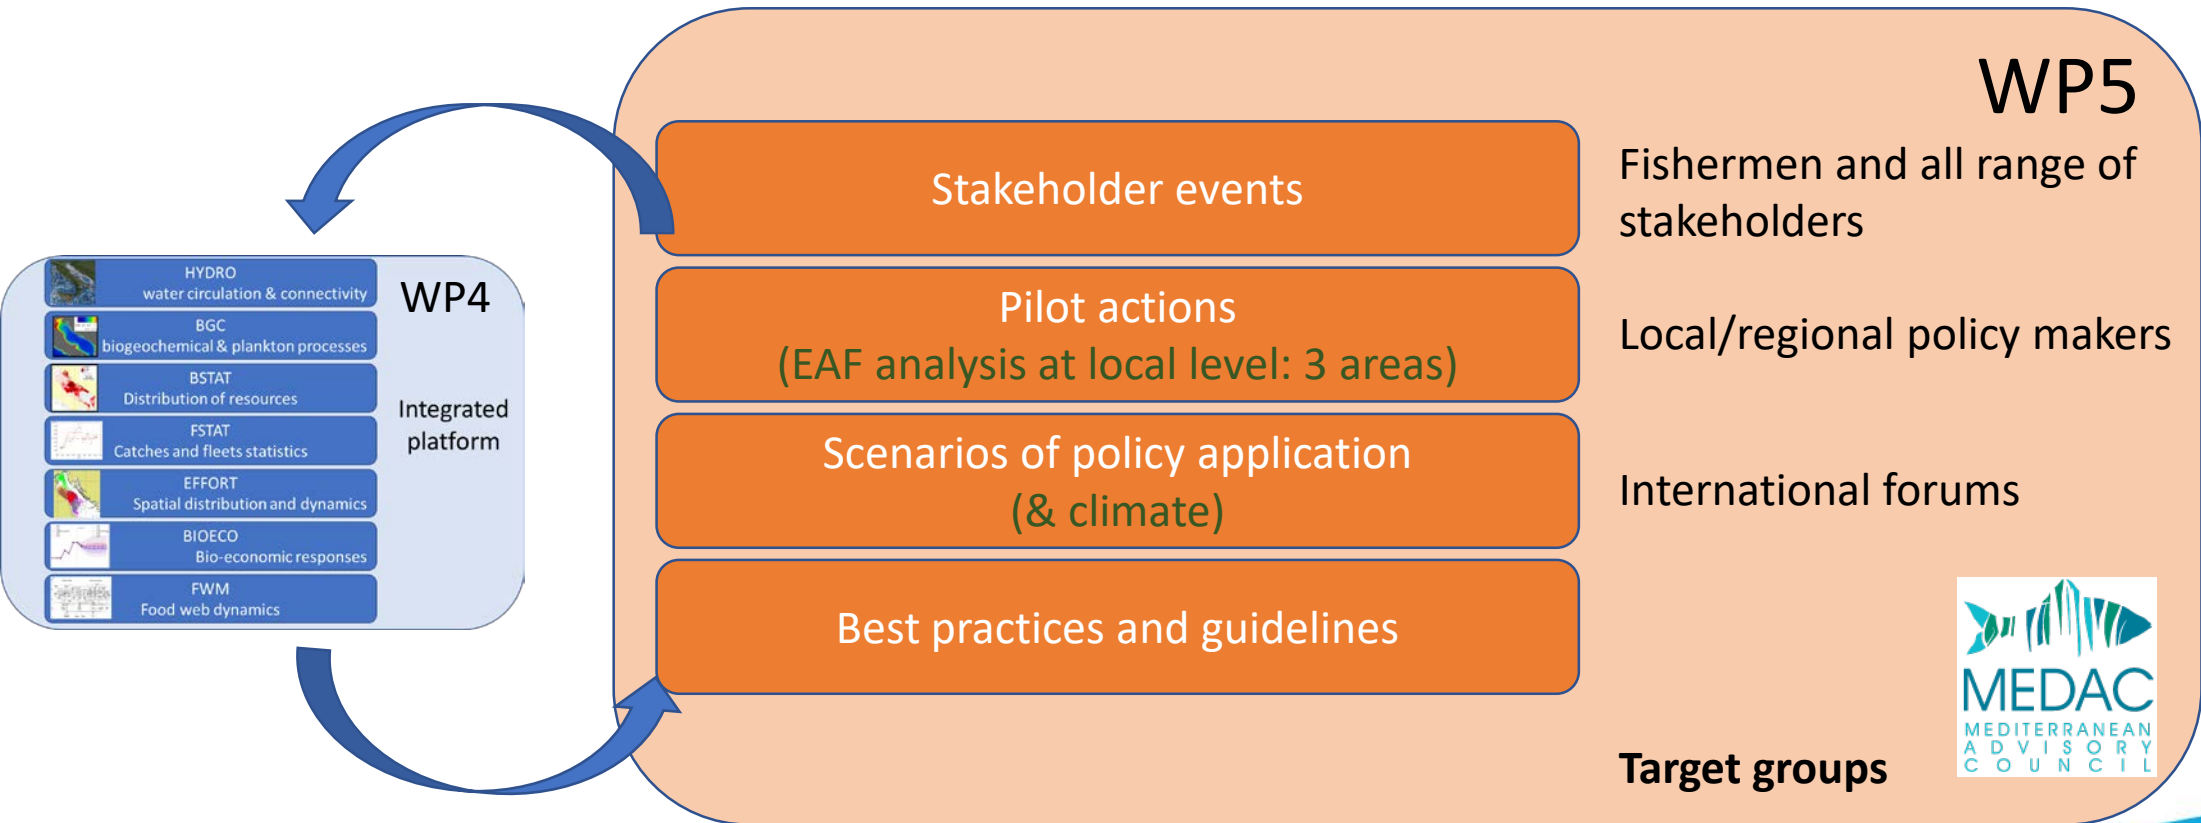 HYDRO
water circulation & connectivity
BGC
biogeochemical & plankton processes
BSTAT
Distribution of resources
FSTAT
Catches and fleets statistics
EFFORT
Spatial distribution and dynamics
BIOECO
Bio-economic responses
FWM
Food web dynamics
WP4
Integrated
platform
WP5
Stakeholder events
Pilot actions
(EAF analysis at local level: 3 areas)
Scenarios of policy application
(& climate)
Best practices and guidelines
Fishermen and all range of
stakeholders
Local/regional policy makers
International forums
Target groups
MEDAC
MEDITERRANEAN
ADVISORY
COUNCIL